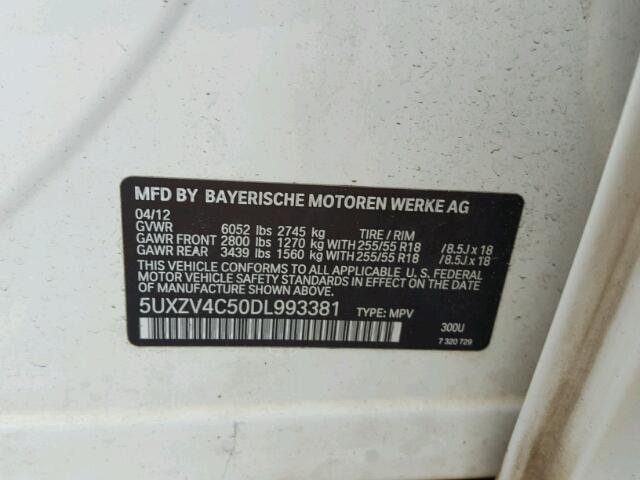 MFD BY BAYERISCHE MOTOREN WERKE AG
04/12
GVWR 6052 lbs 2745 kg TIRE / RIM
GAWR FRONT 2800 lbs 1270 kg WITH 255/55 R18 /8.5J x 18
GAWR REAR 3439 lbs 1560 kg WITH 255/55 R18 /8.5J x 18
THIS VEHICLE CONFORMS TO ALL APPLICABLE U. S. FEDERAL
MOTOR VEHICLE SAFETY STANDARDS IN EFFECT ON THE DATE
OF MANUFACTURE SHOWN ABOVE.
5UXZV4C50DL993381 TYPE: MPV 300U
7 320 729